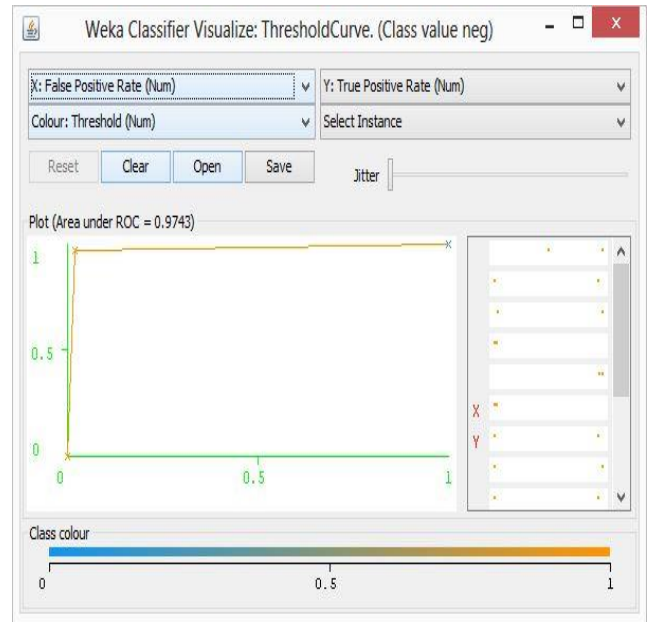 Weka Classifier Visualize: ThresholdCurve. (Class value neg)
X: False Positive Rate (Num)
Y: True Positive Rate (Num)
Colour: Threshold (Num)
Select Instance
Reset
Clear
Open
Save
Jitter
Plot (Area under ROC = 0.9743)
1
0.5
0
0
0.5
1
X
Y
Class colour
0
0.5
1